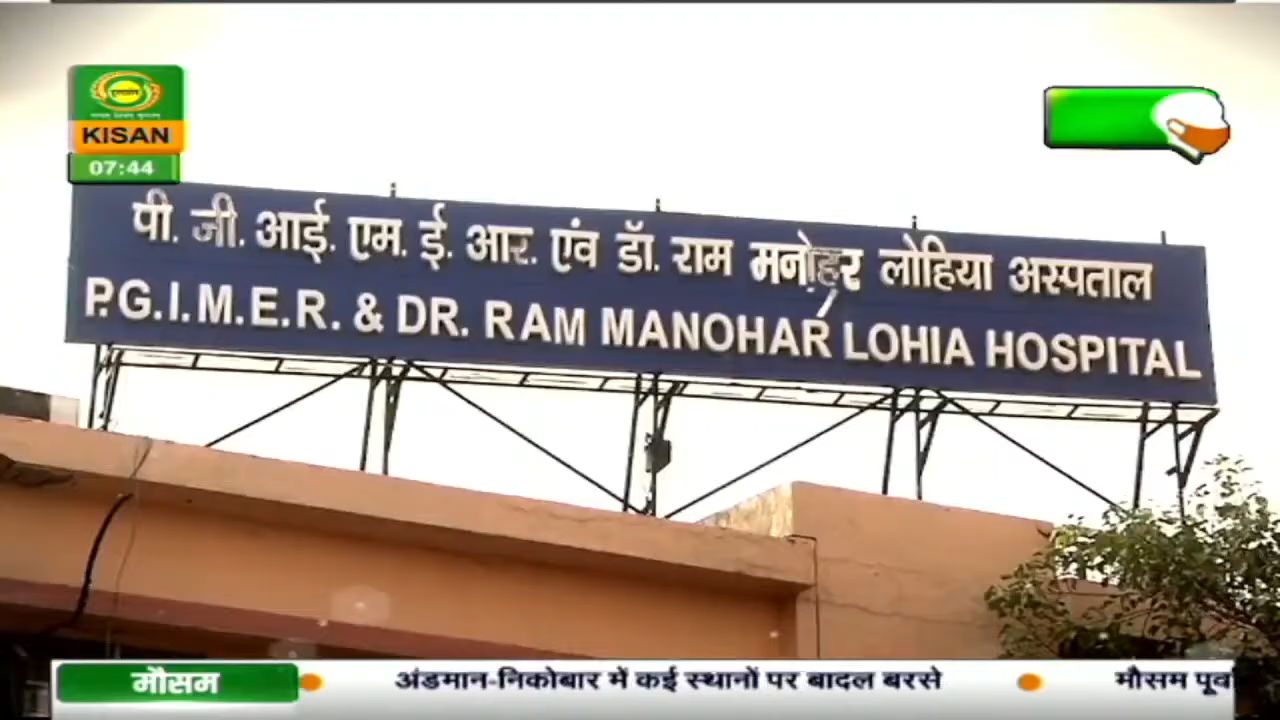 KISAN
07:44
पी. जी. आई. एम. ई. आर. एंव डॉ. राम मनोहर लोहिया अस्पताल
P.G.I.M.E.R. & DR. RAM MANOHAR LOHIA HOSPITAL
मौसम अंडमान-निकोबार में कई स्थानों पर बादल बरसे मौसम